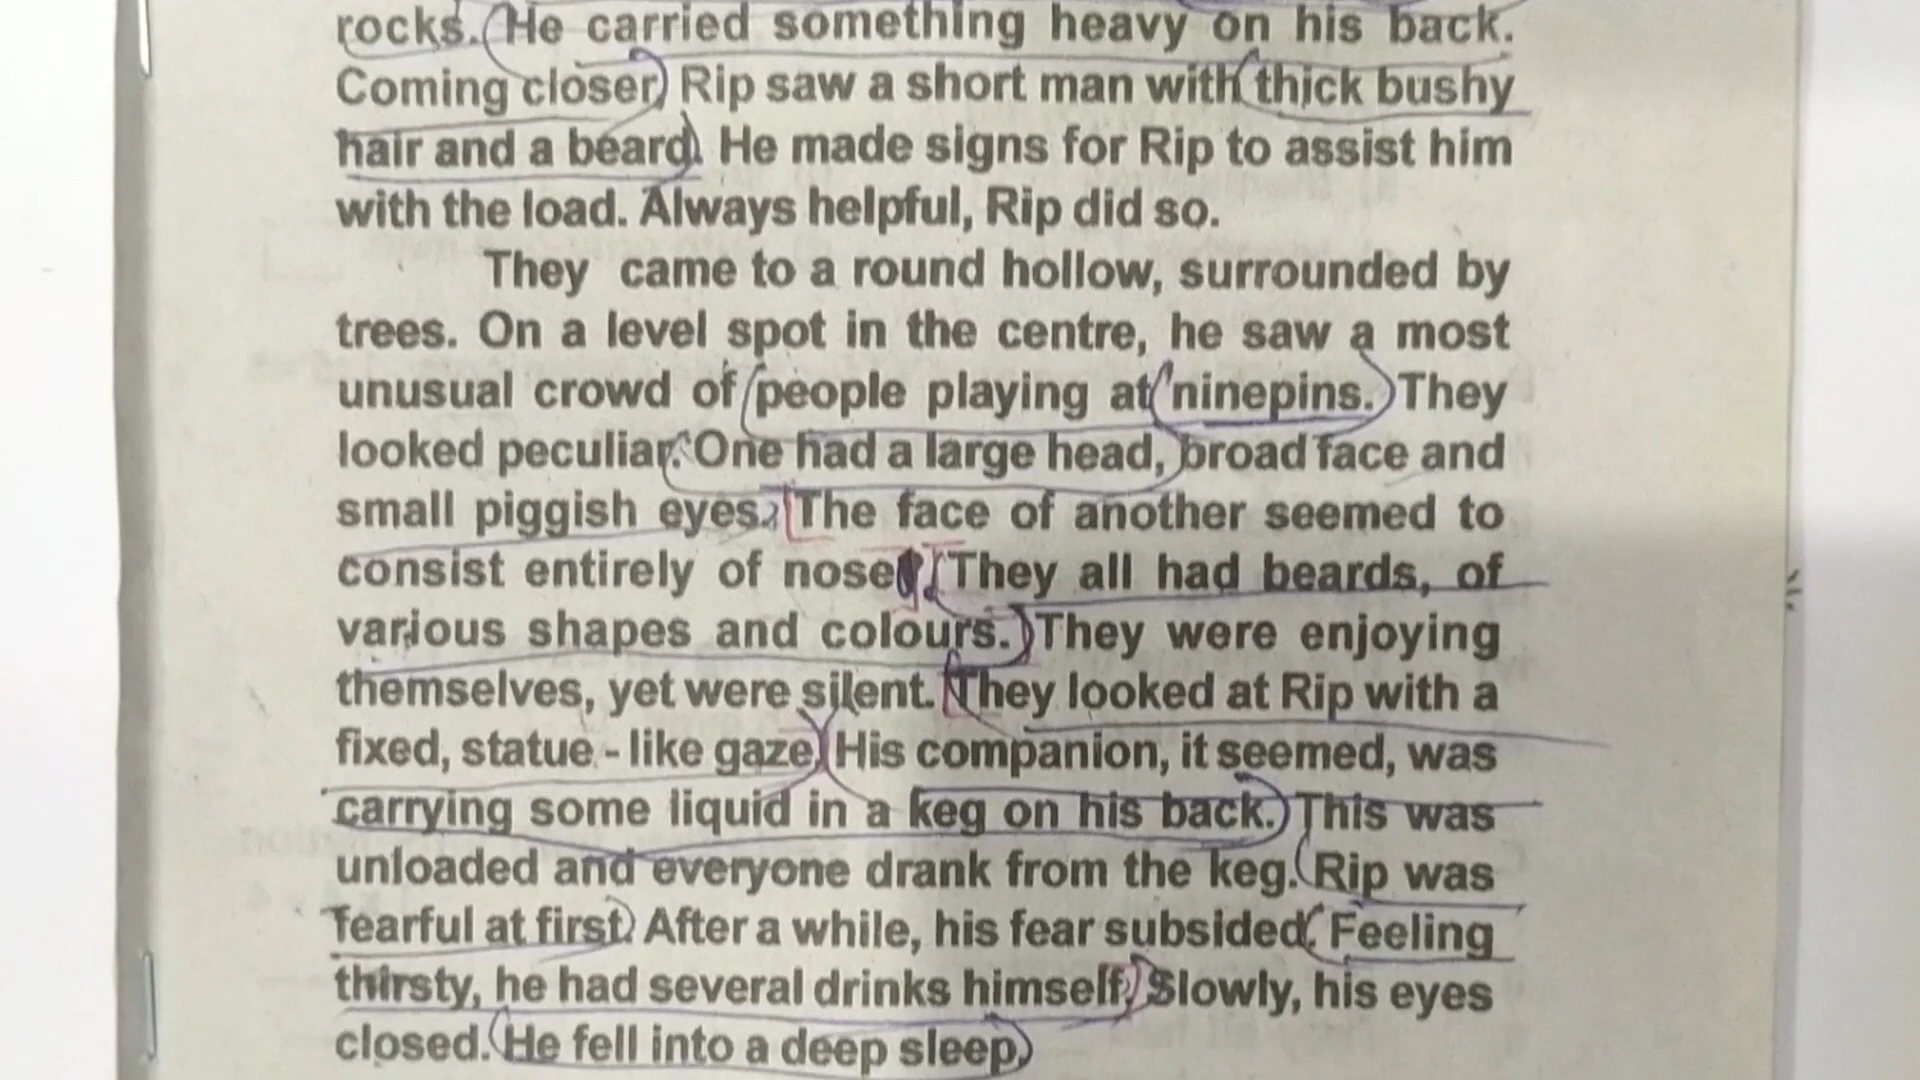 rocks. He carried something heavy on his back.
Coming closer, Rip saw a short man with thick bushy
hair and a beard. He made signs for Rip to assist him
with the load. Always helpful, Rip did so.
They came to a round hollow, surrounded by
trees. On a level spot in the centre, he saw a most
unusual crowd of people playing at ninepins. They
looked peculiar. One had a large head, broad face and
small piggish eyes. The face of another seemed to
consist entirely of nose. They all had beards, of
various shapes and colours. They were enjoying
themselves, yet were silent. They looked at Rip with a
fixed, statue - like gaze. His companion, it seemed, was
carrying some liquid in a keg on his back. This was
unloaded and everyone drank from the keg. Rip was
fearful at first. After a while, his fear subsided. Feeling
thirsty, he had several drinks himself. Slowly, his eyes
closed. He fell into a deep sleep.